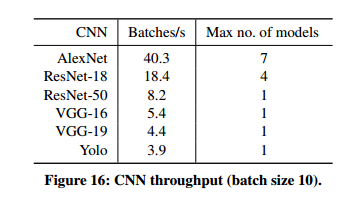 CNN Batches/s Max no. of models
AlexNet 40.3 7
ResNet-18 18.4 4
ResNet-50 8.2 1
VGG-16 5.4 1
VGG-19 4.4 1
Yolo 3.9 1
Figure 16: CNN throughput (batch size 10).